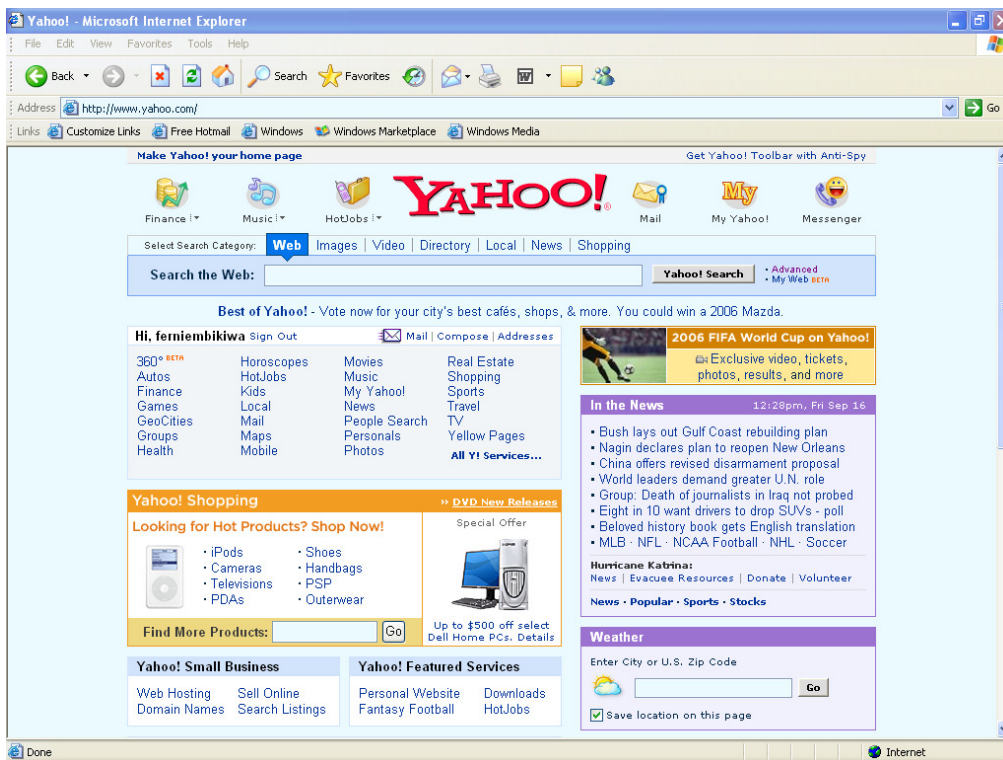 Yahoo! - Microsoft Internet Explorer
File Edit View Favorites Tools Help
Back Search Favorites
Address http://www.yahoo.com/ Go
Links Customize Links Free Hotmail Windows Windows Marketplace Windows Media
Make Yahoo! your home page Get Yahoo! Toolbar with Anti-Spy
YAHOO!
Finance Music HotJobs Mail My Yahoo! Messenger
Select Search Category: Web Images | Video | Directory | Local | News | Shopping
Search the Web: Yahoo! Search · Advanced
· My Web BETA
Best of Yahoo! - Vote now for your city's best cafés, shops, & more. You could win a 2006 Mazda.
Hi, ferniembikiwa Sign Out Mail | Compose | Addresses
360° BETA Horoscopes Movies Real Estate
Autos HotJobs Music Shopping
Finance Kids My Yahoo! Sports
Games Local News Travel
GeoCities Mail People Search TV
Groups Maps Personals Yellow Pages
Health Mobile Photos All Y! Services...
2006 FIFA World Cup on Yahoo!
Exclusive video, tickets,
photos, results, and more
In the News 12:28pm, Fri Sep 16
• Bush lays out Gulf Coast rebuilding plan
• Nagin declares plan to reopen New Orleans
• China offers revised disarmament proposal
• World leaders demand greater U.N. role
• Group: Death of journalists in Iraq not probed
• Eight in 10 want drivers to drop SUVs - poll
• Beloved history book gets English translation
• MLB · NFL · NCAA Football · NHL · Soccer
Hurricane Katrina:
News | Evacuee Resources | Donate | Volunteer
News · Popular · Sports · Stocks
Yahoo! Shopping » DVD New Releases
Looking for Hot Products? Shop Now!
· iPods · Shoes
· Cameras · Handbags
· Televisions · PSP
· PDAs · Outerwear
Find More Products: Go
Special Offer
Up to $500 off select
Dell Home PCs. Details
Weather
Enter City or U.S. Zip Code
Go
Save location on this page
Yahoo! Small Business
Web Hosting Sell Online
Domain Names Search Listings
Yahoo! Featured Services
Personal Website Downloads
Fantasy Football HotJobs
Done Internet